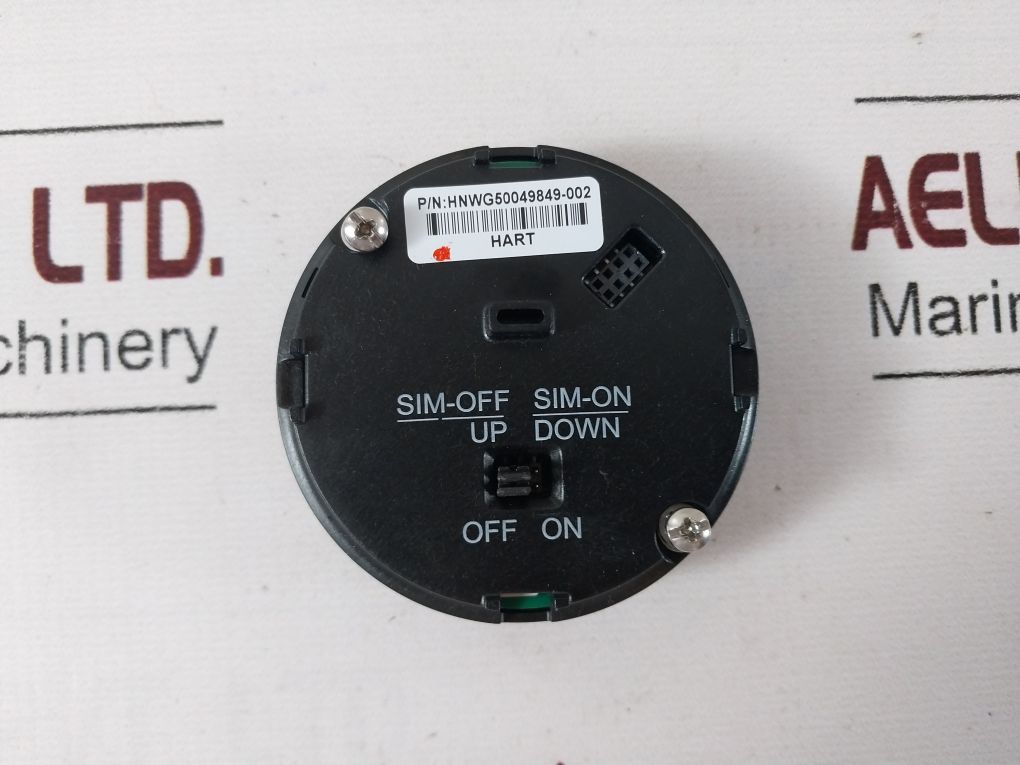 LTD.
chinery
AEL
Marin
P/N:HNWG50049849-002
HART
SIM-OFF SIM-ON
UP DOWN
OFF ON